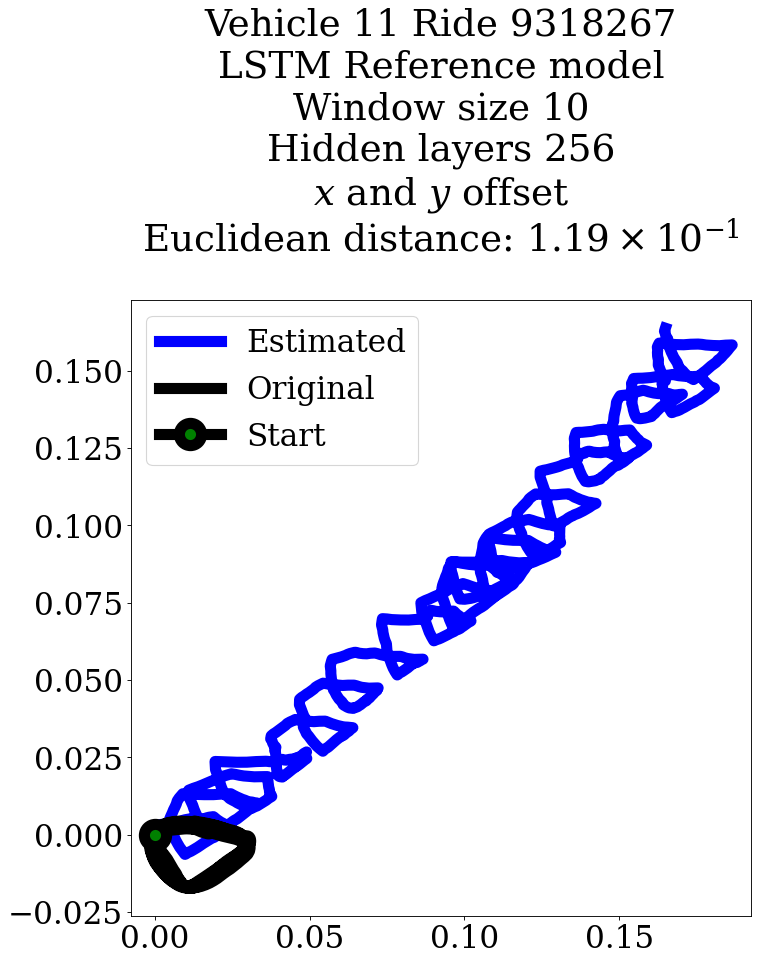 Vehicle 11 Ride 9318267
LSTM Reference model
Window size 10
Hidden layers 256
x and y offset
Euclidean distance: 1.19 × 10⁻¹
Estimated
Original
Start
0.150
0.125
0.100
0.075
0.050
0.025
0.000
−0.025
0.00 0.05 0.10 0.15